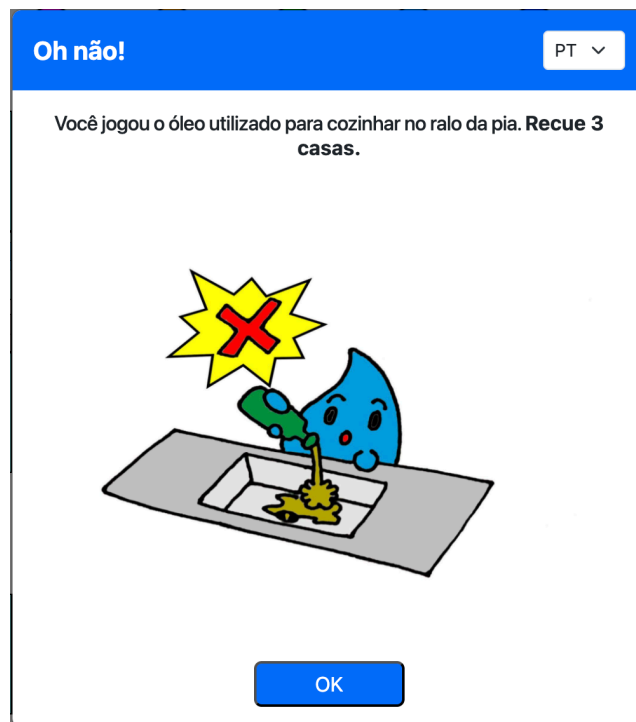 Oh não!
PT
Você jogou o óleo utilizado para cozinhar no ralo da pia. Recue 3
casas.
OK